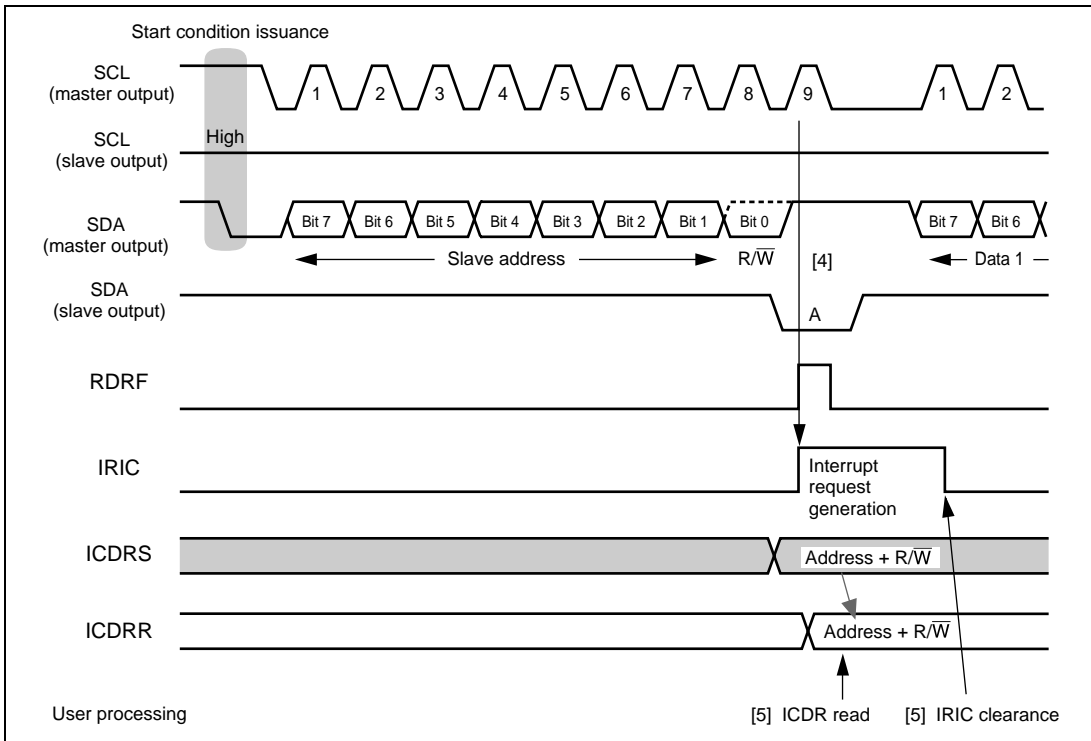 Start condition issuance
SCL
(master output)
1 2 3 4 5 6 7 8 9 1 2
High
SCL
(slave output)
SDA
(master output)
Bit 7 Bit 6 Bit 5 Bit 4 Bit 3 Bit 2 Bit 1 Bit 0 Bit 7 Bit 6
Slave address R/W̅ [4] Data 1
SDA
(slave output)
A
RDRF
IRIC
Interrupt
request
generation
ICDRS
Address + R/W̅
ICDRR
Address + R/W̅
User processing
[5] ICDR read
[5] IRIC clearance